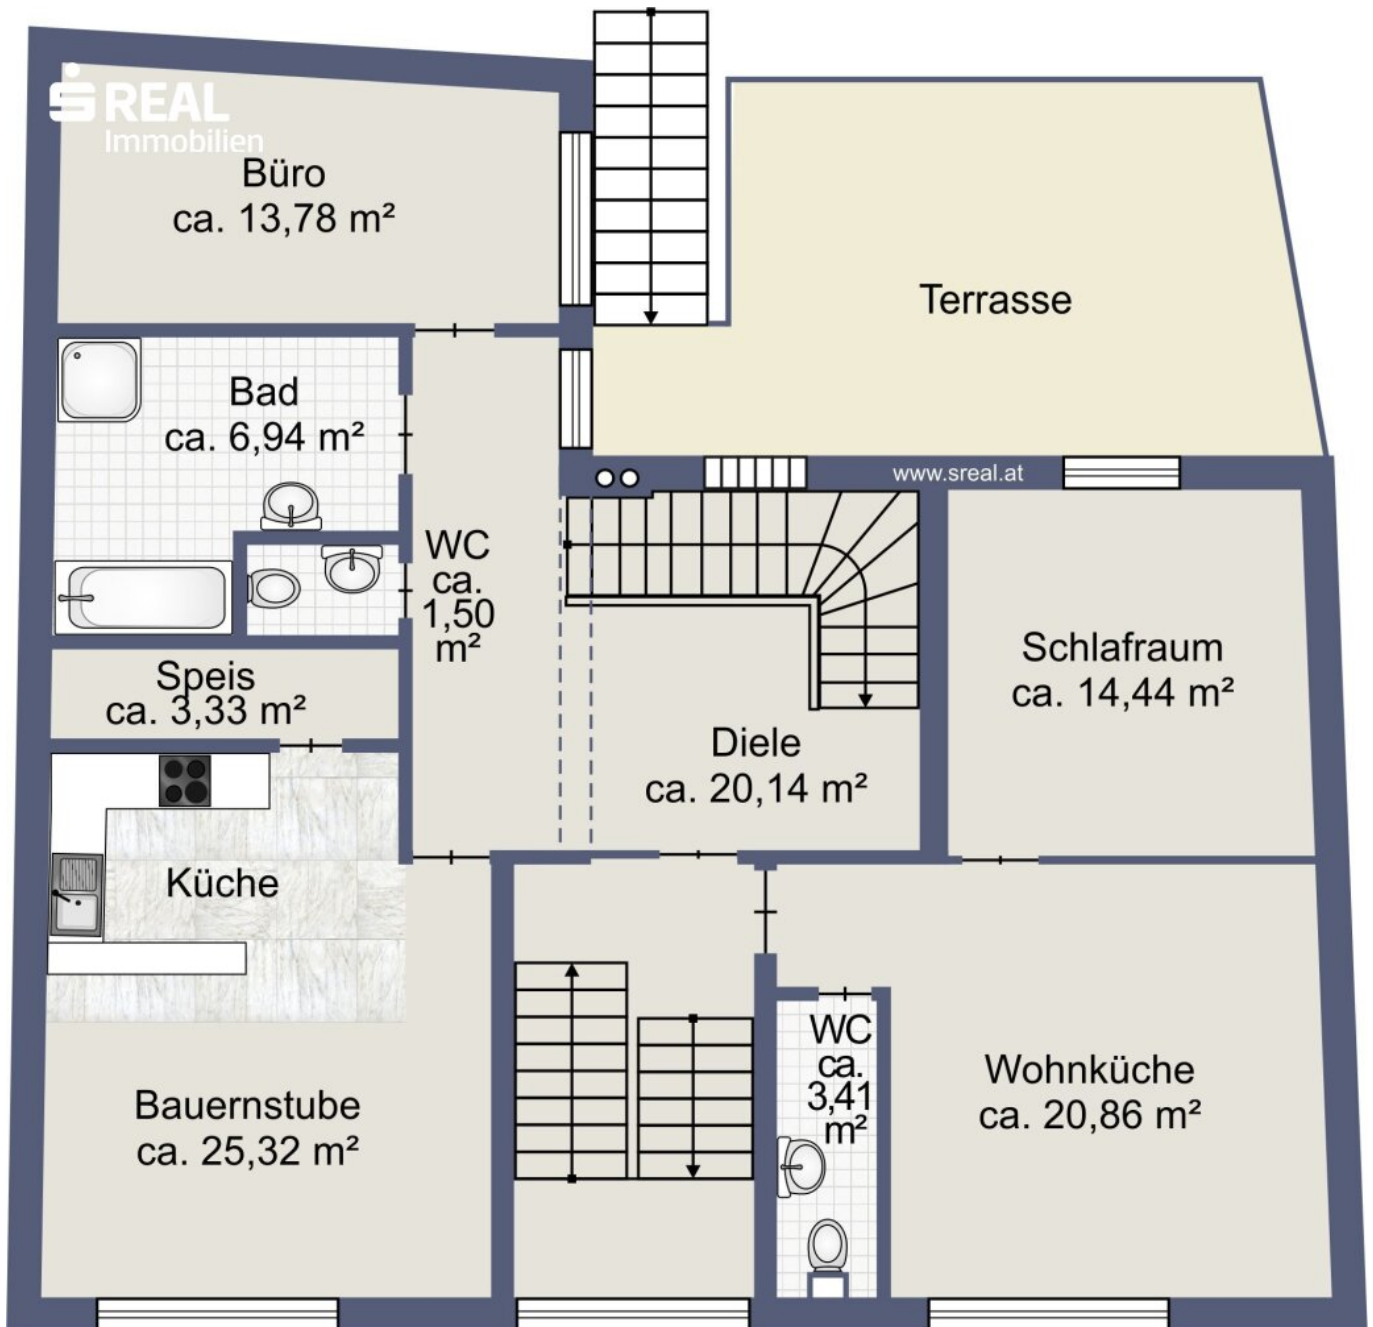 REAL
Immobilien
Büro
ca. 13,78 m²
Terrasse
Bad
ca. 6,94 m²
www.sreal.at
WC
ca.
1,50
m²
Speis
ca. 3,33 m²
Schlafraum
ca. 14,44 m²
Diele
ca. 20,14 m²
Küche
WC
ca.
3,41
m²
Wohnküche
ca. 20,86 m²
Bauernstube
ca. 25,32 m²